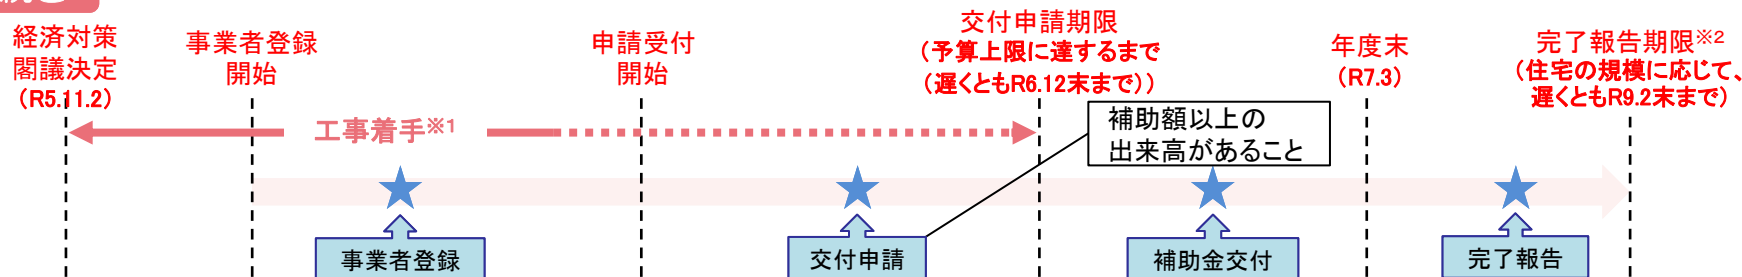 経済対策
閣議決定
（R5.11.2）
事業者登録
開始
申請受付
開始
交付申請期限
（予算上限に達するまで
（遅くともR6.12末まで））
年度末
（R7.3）
完了報告期限※2
（住宅の規模に応じて、
遅くともR9.2末まで）
工事着手※1
補助額以上の
出来高があること
事業者登録
交付申請
補助金交付
完了報告